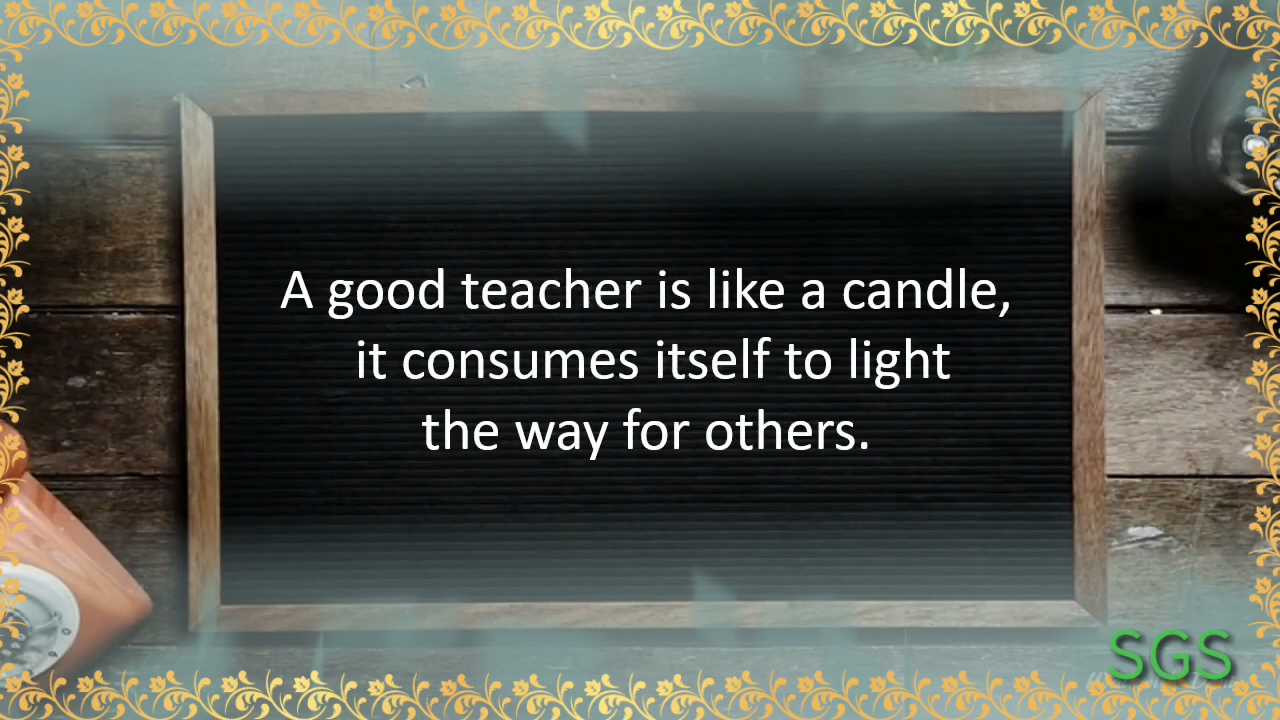 A good teacher is like a candle,
it consumes itself to light
the way for others.
SGS